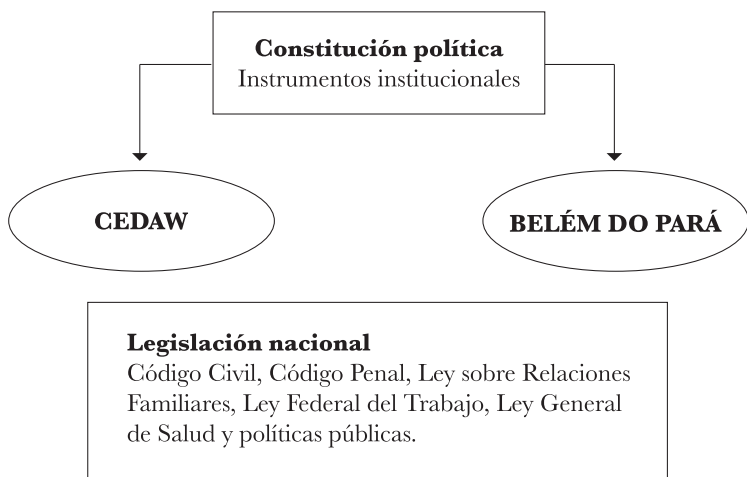 Constitución política
Instrumentos institucionales
CEDAW
BELÉM DO PARÁ
Legislación nacional
Código Civil, Código Penal, Ley sobre Relaciones
Familiares, Ley Federal del Trabajo, Ley General
de Salud y políticas públicas.